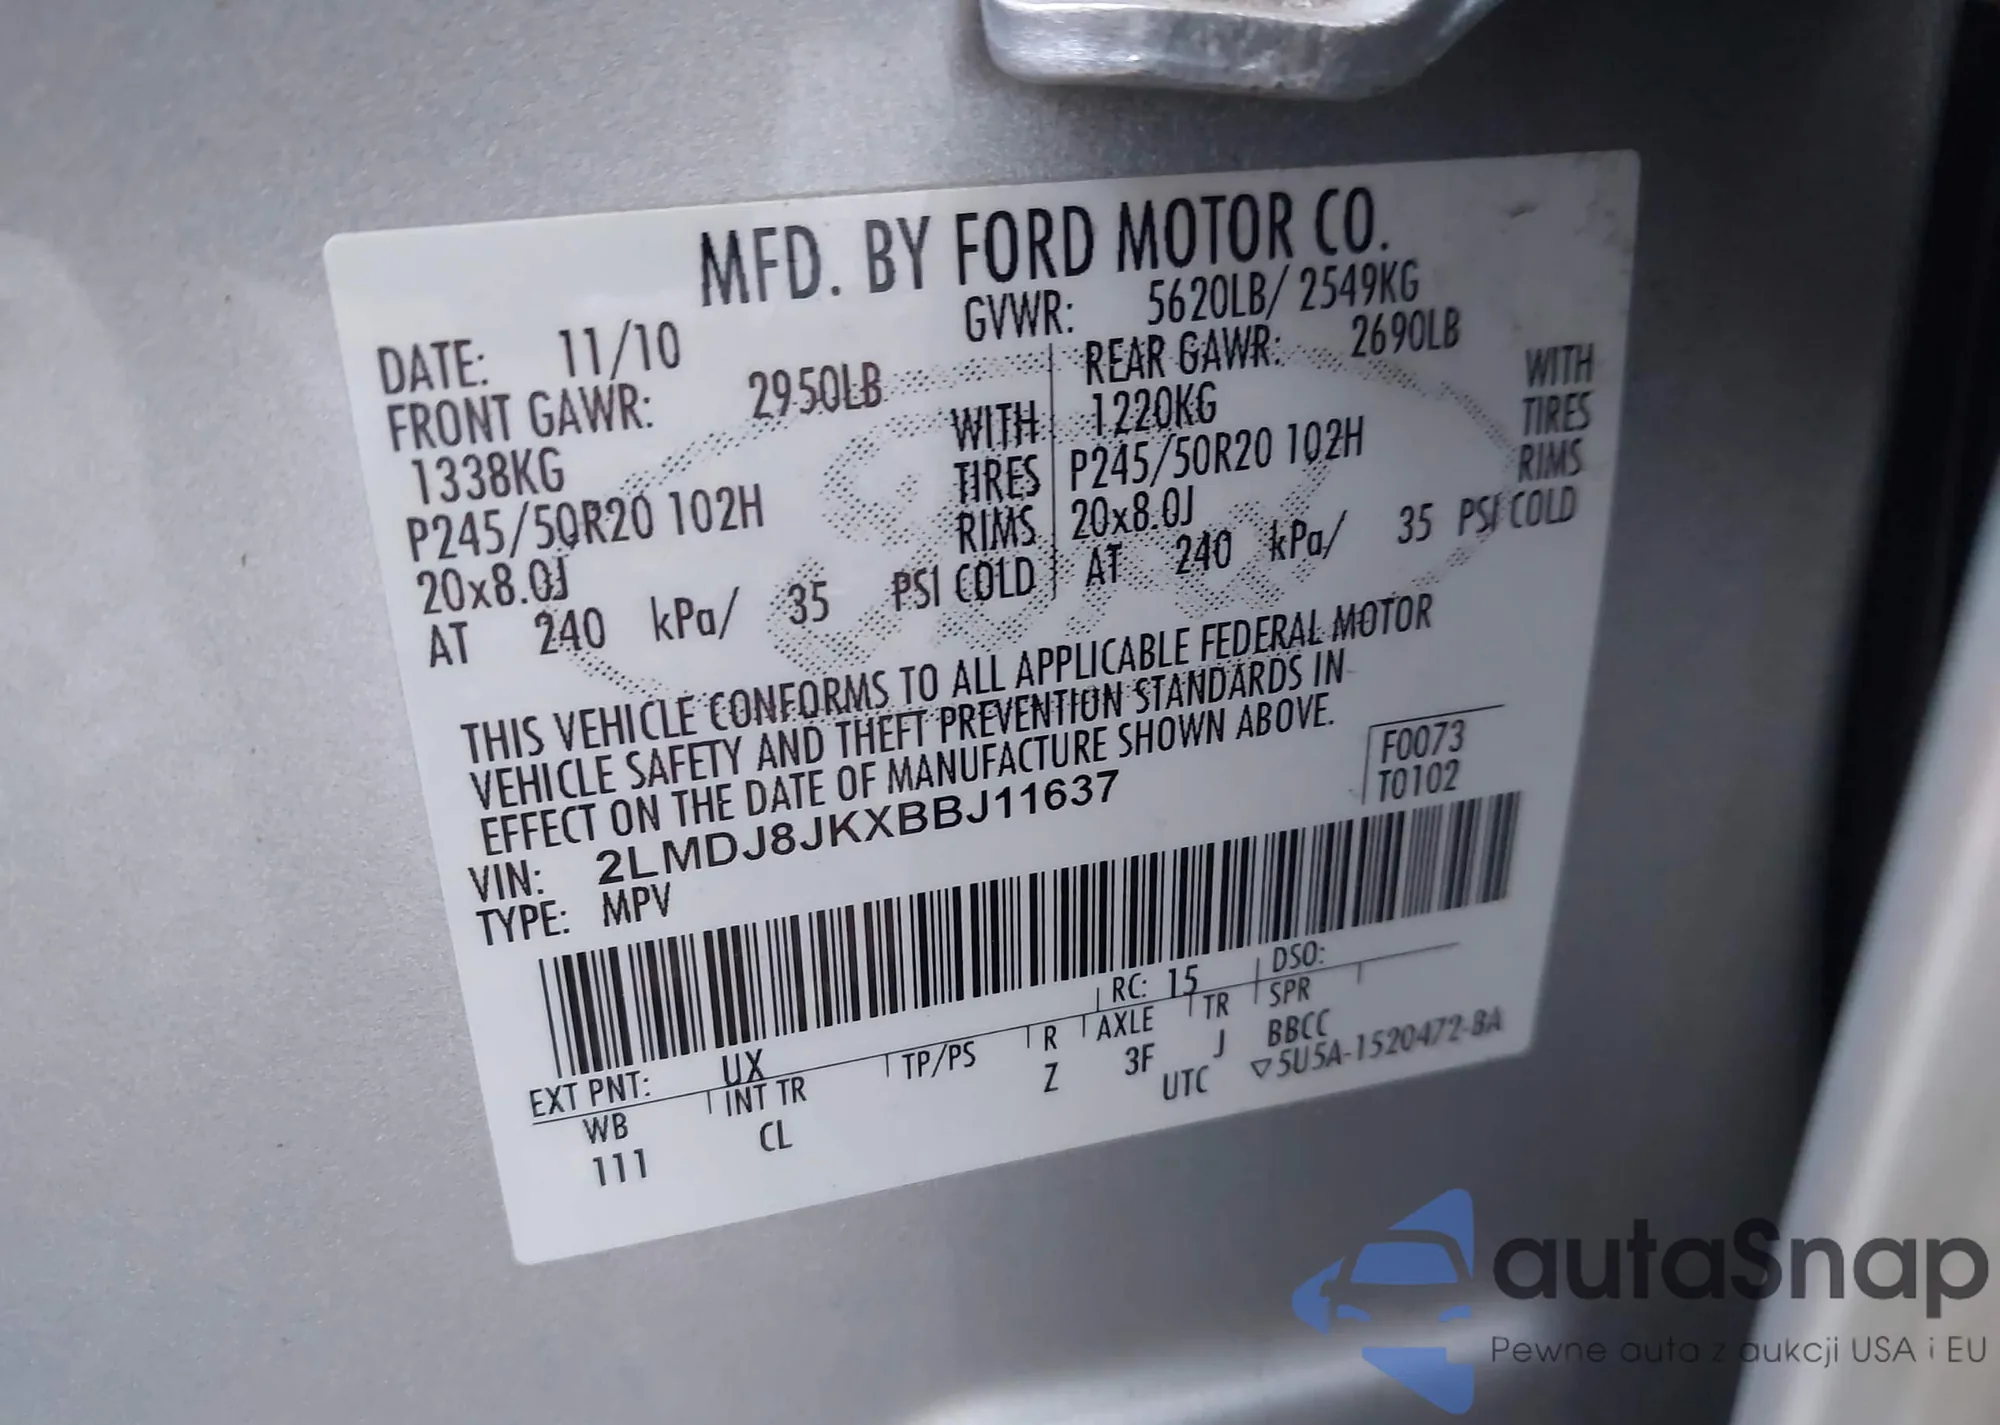 MFD. BY FORD MOTOR CO.
DATE: 11/10 GVWR: 5620LB/ 2549KG
FRONT GAWR: 2950LB REAR GAWR: 2690LB
1338KG WITH 1220KG WITH
P245/50R20 102H TIRES P245/50R20 102H TIRES
20x8.0J RIMS 20x8.0J RIMS
AT 240 kPa/ 35 PSI COLD AT 240 kPa/ 35 PSI COLD
THIS VEHICLE CONFORMS TO ALL APPLICABLE FEDERAL MOTOR
VEHICLE SAFETY AND THEFT PREVENTION STANDARDS IN
EFFECT ON THE DATE OF MANUFACTURE SHOWN ABOVE.
VIN: 2LMDJ8JKXBBJ11637 F0073
TYPE: MPV T0102
EXT PNT: UX RC: 15 DSO:
WB INT TR TP/PS R AXLE TR SPR
111 CL Z 3F J BBCC
UTC ▽5U5A-1520472-BA
autaSnap
Pewne auta z aukcji USA i EU